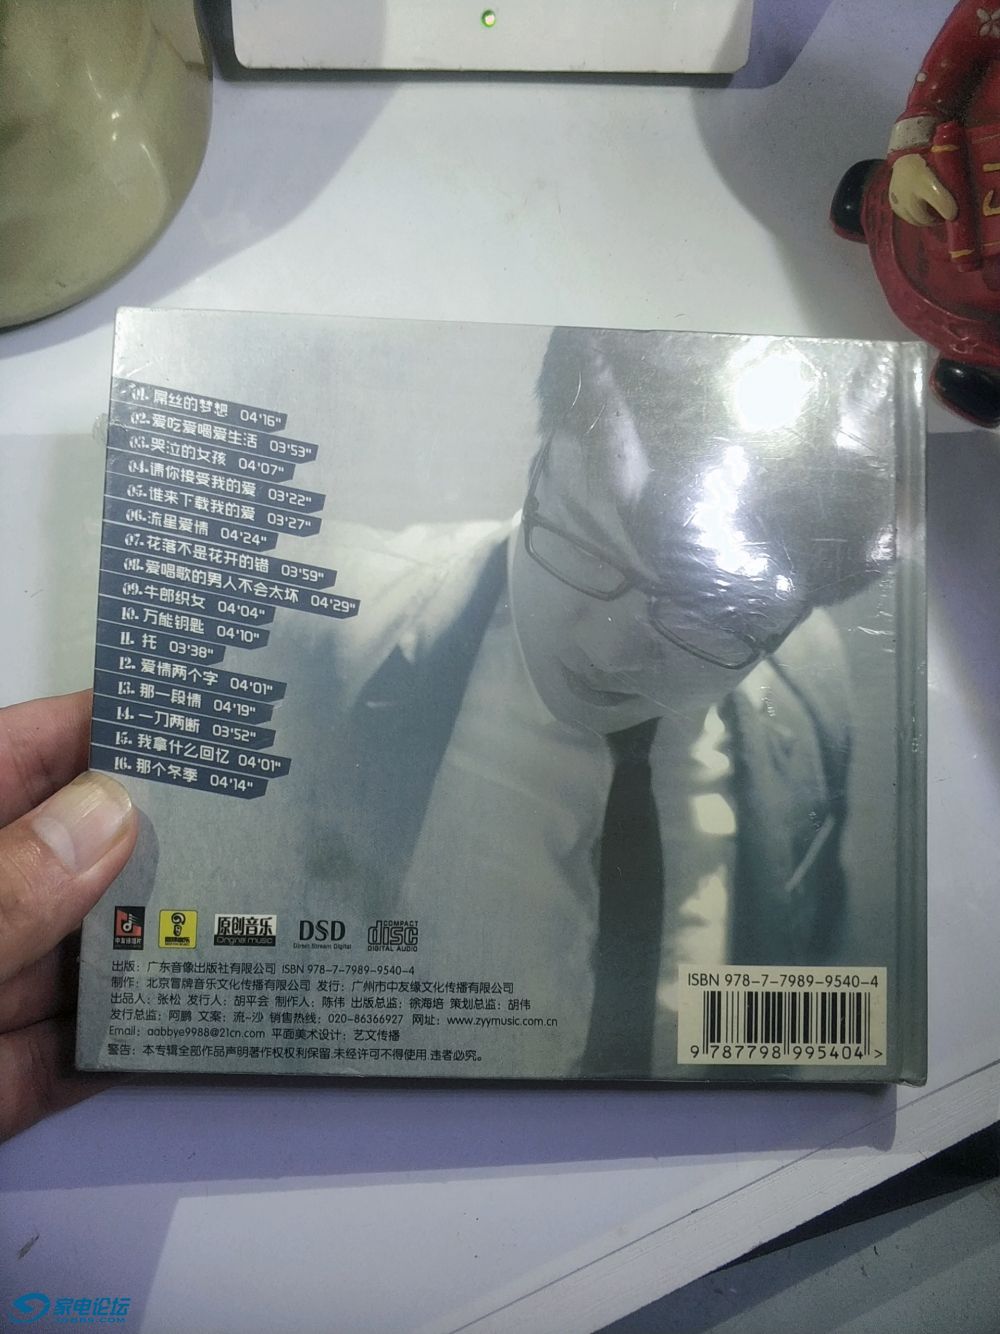 01. 屌丝的梦想 04'16"
02. 爱吃爱喝爱生活 03'53"
03. 哭泣的女孩 04'07"
04. 请你接受我的爱 03'22"
05. 谁来下载我的爱 03'27"
06. 流星爱情 04'24"
07. 花落不是花开的错 03'59"
08. 爱唱歌的男人不会太坏 04'29"
09. 牛郎织女 04'04"
10. 万能钥匙 04'10"
11. 托 03'38"
12. 爱情两个字 04'01"
13. 那一段情 04'19"
14. 一刀两断 03'52"
15. 我拿什么回忆 04'01"
16. 那个冬季 04'14"
原创音乐
Original music
DSD
Direct Stream Digital
COMPACT
disc
DIGITAL AUDIO
出版：广东音像出版社有限公司 ISBN 978-7-7989-9540-4
制作：北京冒牌音乐文化传播有限公司 发行：广州市中友缘文化传播有限公司
出品人：张松 发行人：胡平会 制作人：陈伟 出版总监：徐海培 策划总监：胡伟
发行总监：阿鹏 文案：流~沙 销售热线：020-86366927 网址：www.zyymusic.com.cn
Email：aabbye9988@21cn.com 平面美术设计：艺文传播
警告：本专辑全部作品声明著作权权利保留.未经许可不得使用.违者必究。
ISBN 978-7-7989-9540-4
9 787798 995404 >
家电论坛
JDBBS.COM